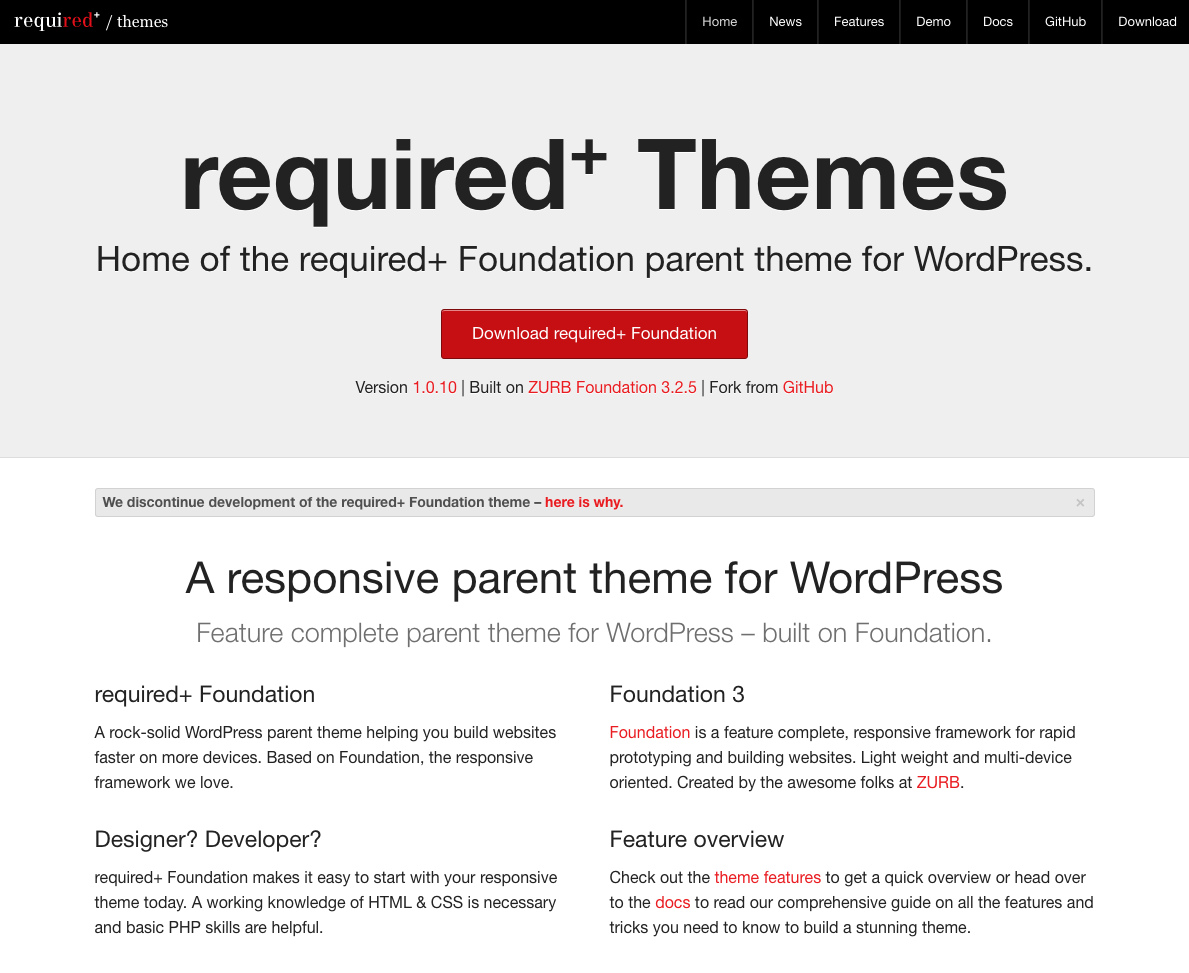 required+ / themes
Home News Features Demo Docs GitHub Download
required+ Themes
Home of the required+ Foundation parent theme for WordPress.
Download required+ Foundation
Version 1.0.10 | Built on ZURB Foundation 3.2.5 | Fork from GitHub
We discontinue development of the required+ Foundation theme – here is why. ×
A responsive parent theme for WordPress
Feature complete parent theme for WordPress – built on Foundation.
required+ Foundation
A rock-solid WordPress parent theme helping you build websites
faster on more devices. Based on Foundation, the responsive
framework we love.
Foundation 3
Foundation is a feature complete, responsive framework for rapid
prototyping and building websites. Light weight and multi-device
oriented. Created by the awesome folks at ZURB.
Designer? Developer?
required+ Foundation makes it easy to start with your responsive
theme today. A working knowledge of HTML & CSS is necessary
and basic PHP skills are helpful.
Feature overview
Check out the theme features to get a quick overview or head over
to the docs to read our comprehensive guide on all the features and
tricks you need to know to build a stunning theme.